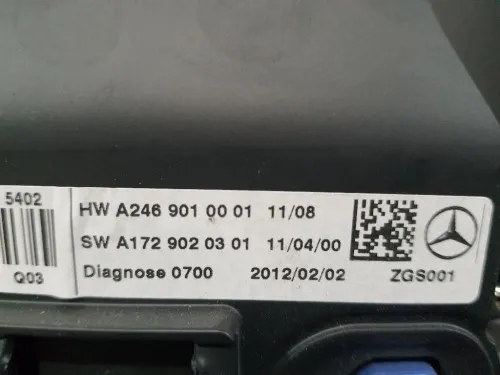 5402
Q03
HW A246 901 00 01 11/08
SW A172 902 03 01 11/04/00
Diagnose 0700 2012/02/02
ZGS001